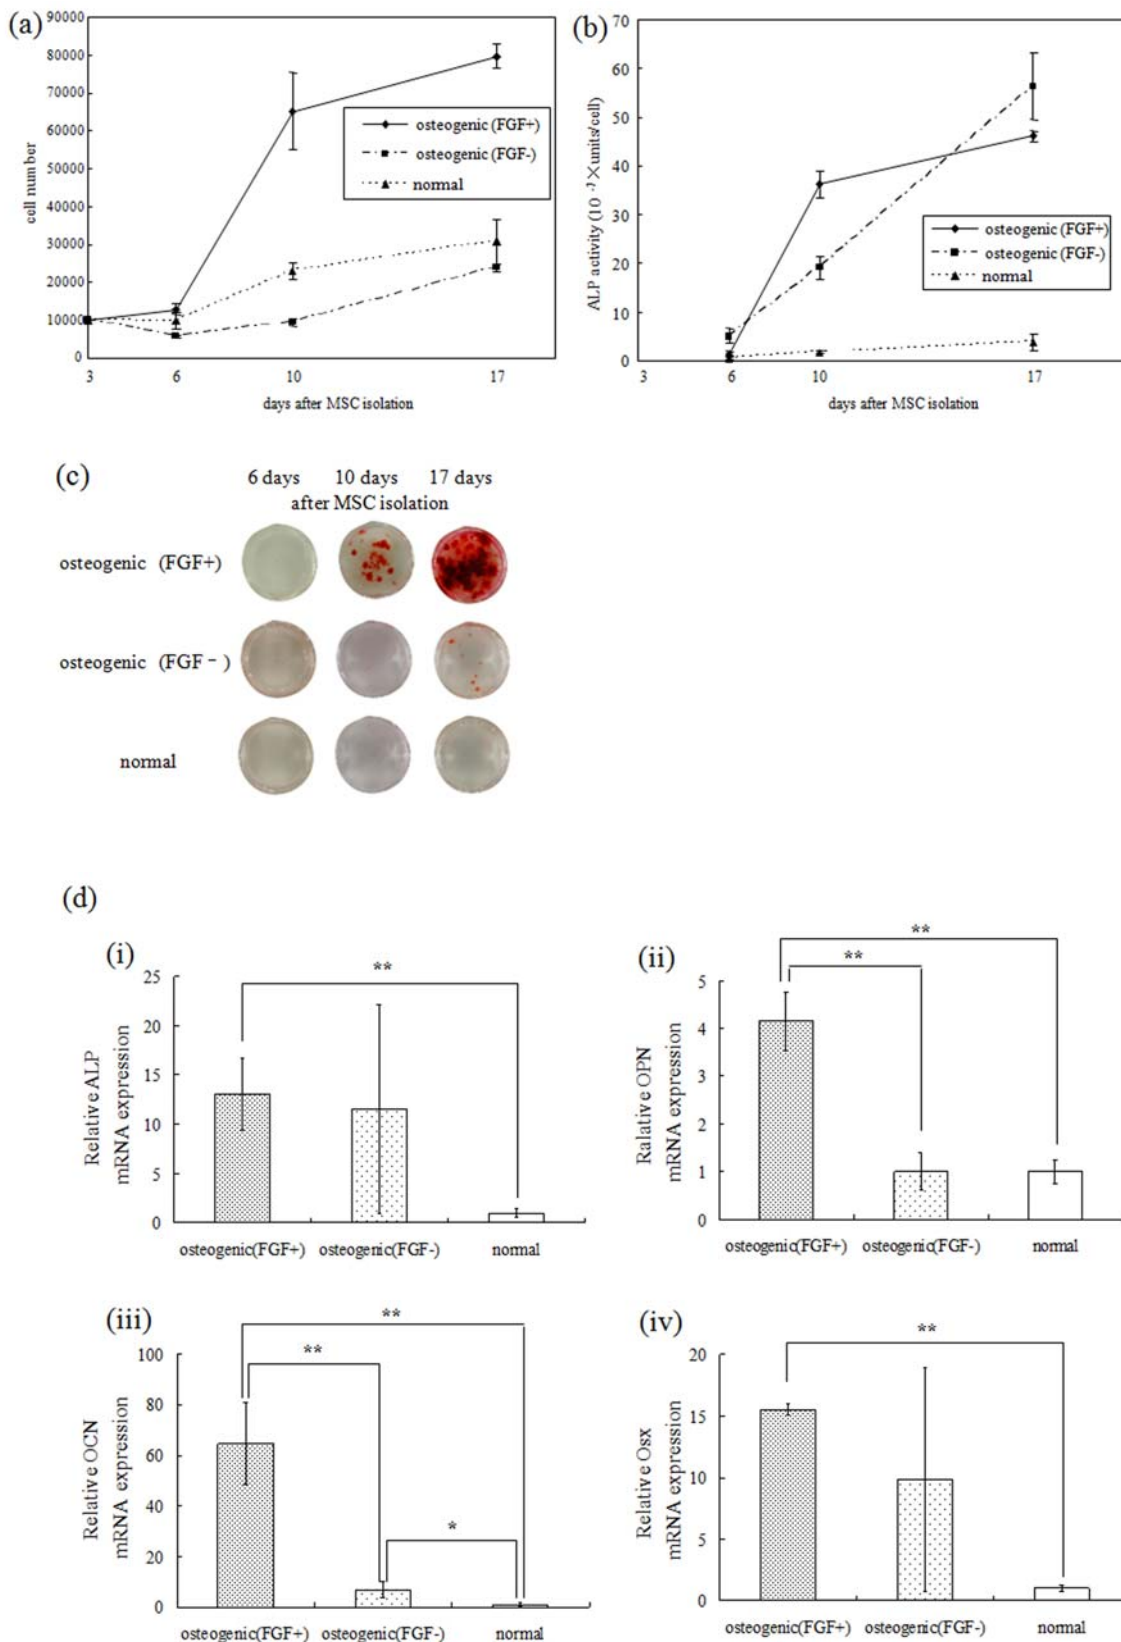 (a)
90000
80000
70000
60000
50000
40000
30000
20000
10000
0
cell number
3 6 10 17
days after MSC isolation
osteogenic (FGF+)
osteogenic (FGF-)
normal
(b)
70
60
50
40
30
20
10
0
3 6 10 17
days after MSC isolation
osteogenic (FGF+)
osteogenic (FGF-)
normal
(c)
6 days 10 days 17 days
after MSC isolation
osteogenic (FGF+)
osteogenic (FGF-)
normal
(d)
(i)
**
25
20
15
10
5
0
Relative ALP
mRNA expression
osteogenic(FGF+) osteogenic(FGF-) normal
(ii)
**
**
5
4
3
2
1
0
Ralative OPN
mRNA expression
osteogenic(FGF+) osteogenic(FGF-) normal
(iii)
**
**
*
100
80
60
40
20
0
Relative OCN
mRNA expression
osteogenic(FGF+) osteogenic(FGF-) normal
(iv)
**
20
15
10
5
0
Relative Osx
mRNA expression
osteogenic(FGF+) osteogenic(FGF-) normal